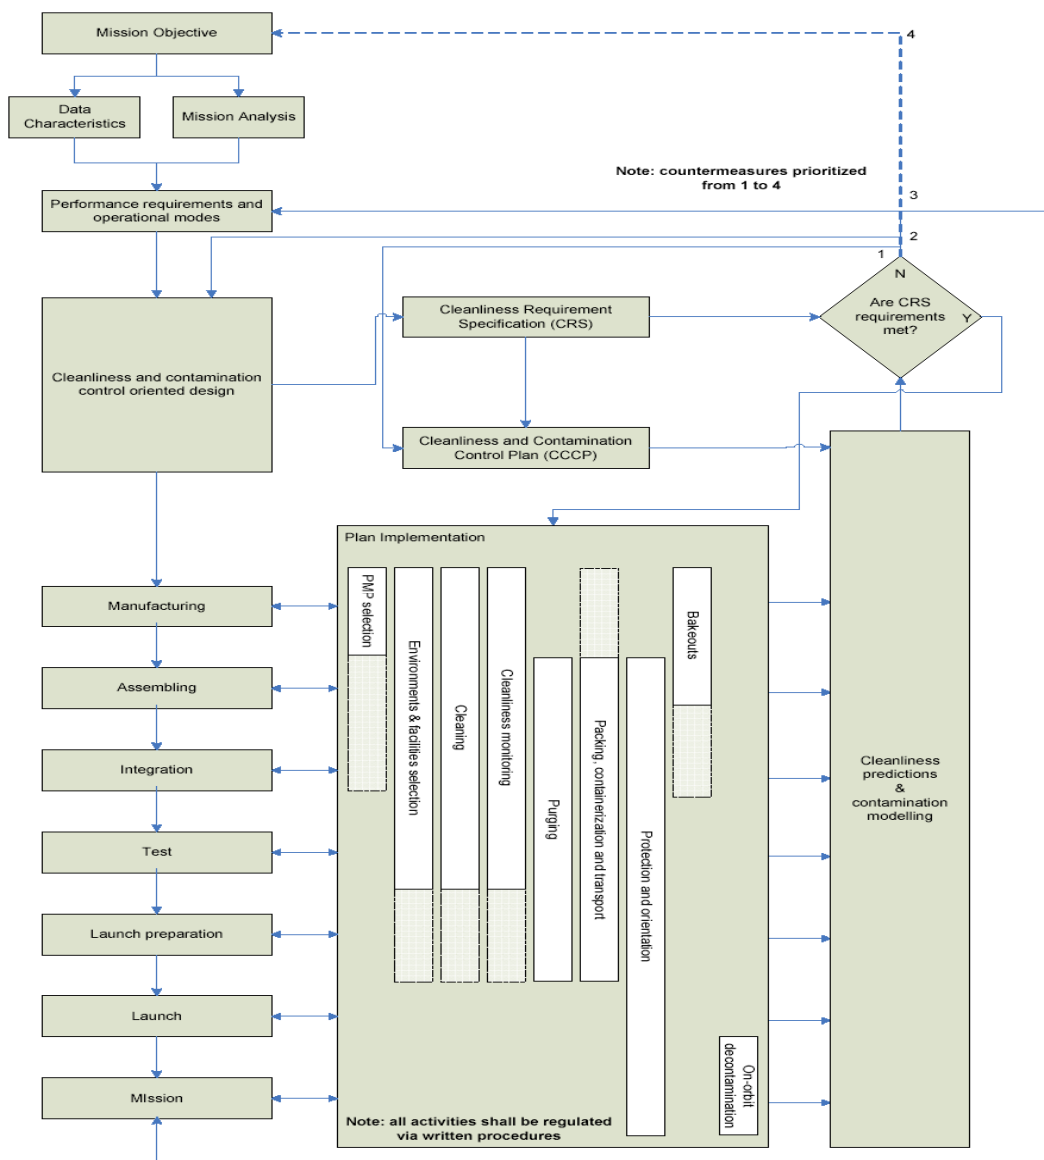 Mission Objective
4
Data
Characteristics
Mission Analysis
Note: countermeasures prioritized
from 1 to 4
3
Performance requirements and
operational modes
2
1
N
Are CRS
requirements
met?
Y
Cleanliness Requirement
Specification (CRS)
Cleanliness and contamination
control oriented design
Cleanliness and Contamination
Control Plan (CCCP)
Plan Implementation
PMP selection
Environments & facilities selection
Cleaning
Cleanliness monitoring
Purging
Packing, containerization and transport
Protection and orientation
Bakeouts
On-orbit
decontamination
Manufacturing
Assembling
Integration
Test
Launch preparation
Launch
MIssion
Cleanliness
predictions
&
contamination
modelling
Note: all activities shall be regulated
via written procedures